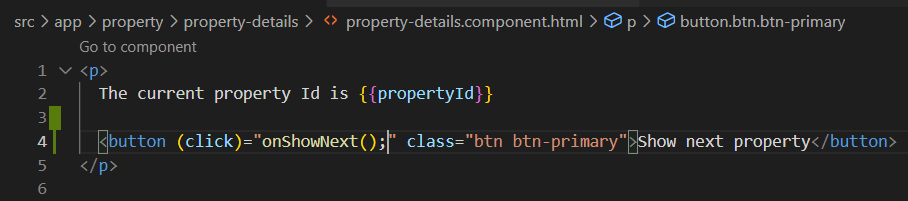 src > app > property > property-details > <> property-details.component.html > p > button.btn.btn-primary
Go to component
1 <p>
2 The current property Id is {{propertyId}}
3
4 <button (click)="onShowNext();" class="btn btn-primary">Show next property</button>
5 </p>
6